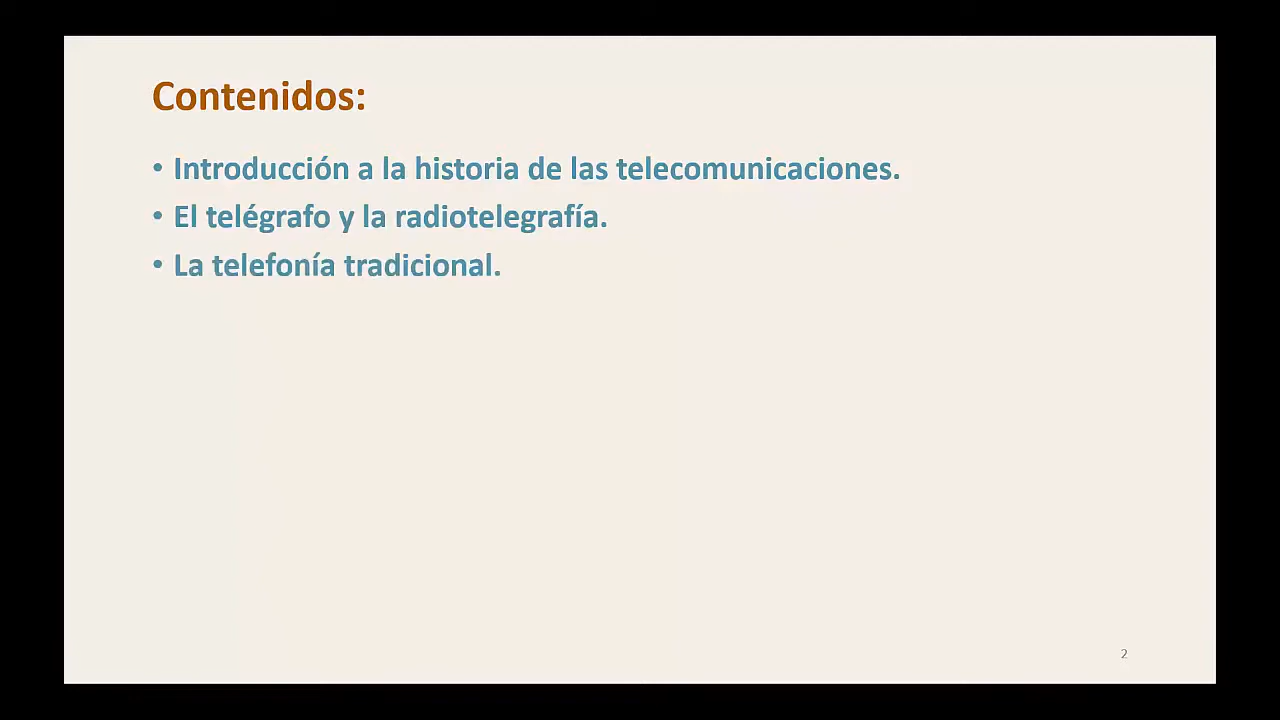 Contenidos:
• Introducción a la historia de las telecomunicaciones.
• El telégrafo y la radiotelegrafía.
• La telefonía tradicional.
2